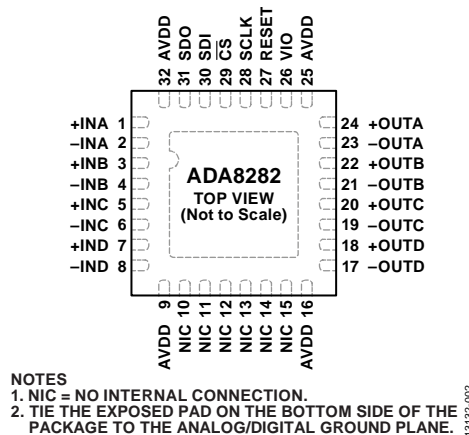 32 AVDD
31 SDO
30 SDI
29 CS
28 SCLK
27 RESET
26 VIO
25 AVDD
+INA 1
–INA 2
+INB 3
–INB 4
+INC 5
–INC 6
+IND 7
–IND 8
ADA8282
TOP VIEW
(Not to Scale)
24 +OUTA
23 –OUTA
22 +OUTB
21 –OUTB
20 +OUTC
19 –OUTC
18 +OUTD
17 –OUTD
AVDD 9
NIC 10
NIC 11
NIC 12
NIC 13
NIC 14
NIC 15
AVDD 16
NOTES
1. NIC = NO INTERNAL CONNECTION.
2. TIE THE EXPOSED PAD ON THE BOTTOM SIDE OF THE
PACKAGE TO THE ANALOG/DIGITAL GROUND PLANE.
13132-002